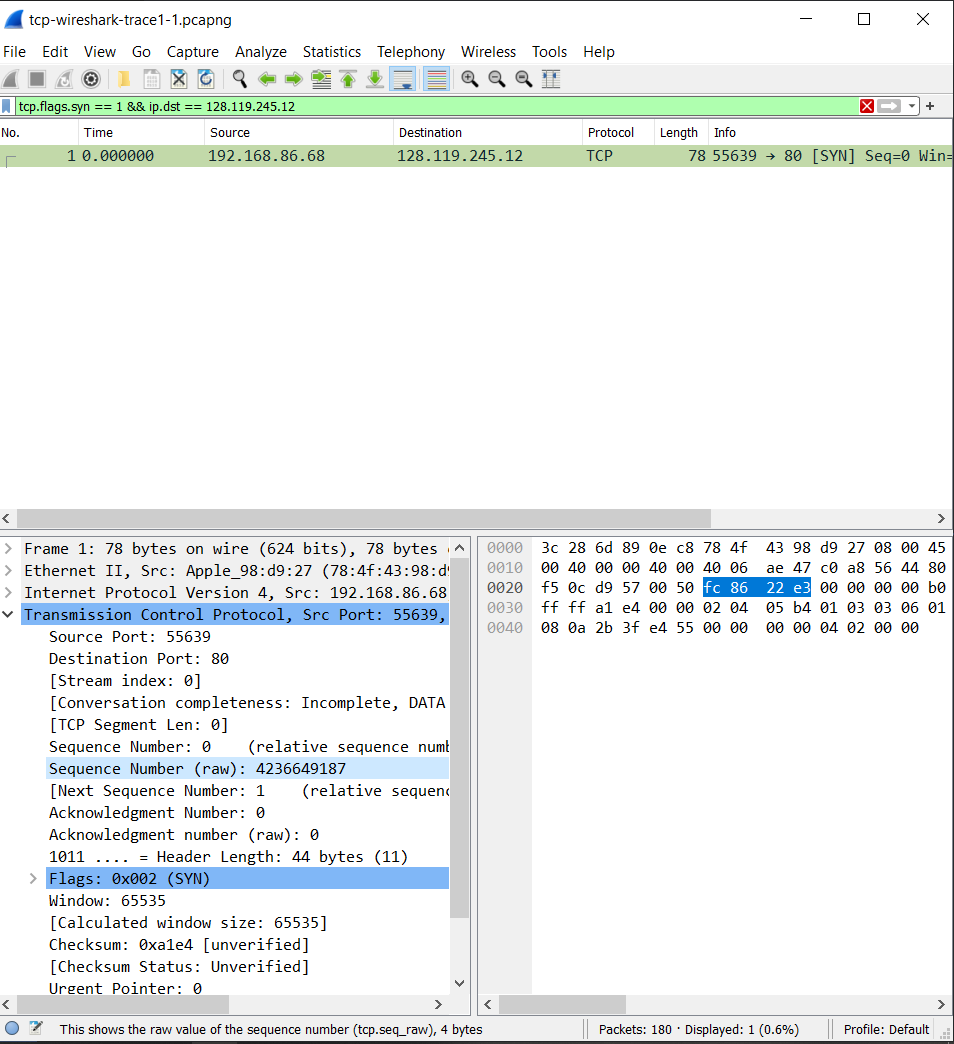 tcp-wireshark-trace1-1.pcapng
File Edit View Go Capture Analyze Statistics Telephony Wireless Tools Help
tcp.flags.syn == 1 && ip.dst == 128.119.245.12
No. Time Source Destination Protocol Length Info
1 0.000000 192.168.86.68 128.119.245.12 TCP 78 55639 → 80 [SYN] Seq=0 Win=
Frame 1: 78 bytes on wire (624 bits), 78 bytes
Ethernet II, Src: Apple_98:d9:27 (78:4f:43:98:d9
Internet Protocol Version 4, Src: 192.168.86.68
Transmission Control Protocol, Src Port: 55639,
Source Port: 55639
Destination Port: 80
[Stream index: 0]
[Conversation completeness: Incomplete, DATA
[TCP Segment Len: 0]
Sequence Number: 0 (relative sequence numb
Sequence Number (raw): 4236649187
[Next Sequence Number: 1 (relative sequenc
Acknowledgment Number: 0
Acknowledgment number (raw): 0
1011 .... = Header Length: 44 bytes (11)
Flags: 0x002 (SYN)
Window: 65535
[Calculated window size: 65535]
Checksum: 0xa1e4 [unverified]
[Checksum Status: Unverified]
Urgent Pointer: 0
0000 3c 28 6d 89 0e c8 78 4f 43 98 d9 27 08 00 45
0010 00 40 00 00 40 00 40 06 ae 47 c0 a8 56 44 80
0020 f5 0c d9 57 00 50 fc 86 22 e3 00 00 00 00 b0
0030 ff ff a1 e4 00 00 02 04 05 b4 01 03 03 06 01
0040 08 0a 2b 3f e4 55 00 00 00 00 04 02 00 00
This shows the raw value of the sequence number (tcp.seq_raw), 4 bytes
Packets: 180 · Displayed: 1 (0.6%)
Profile: Default